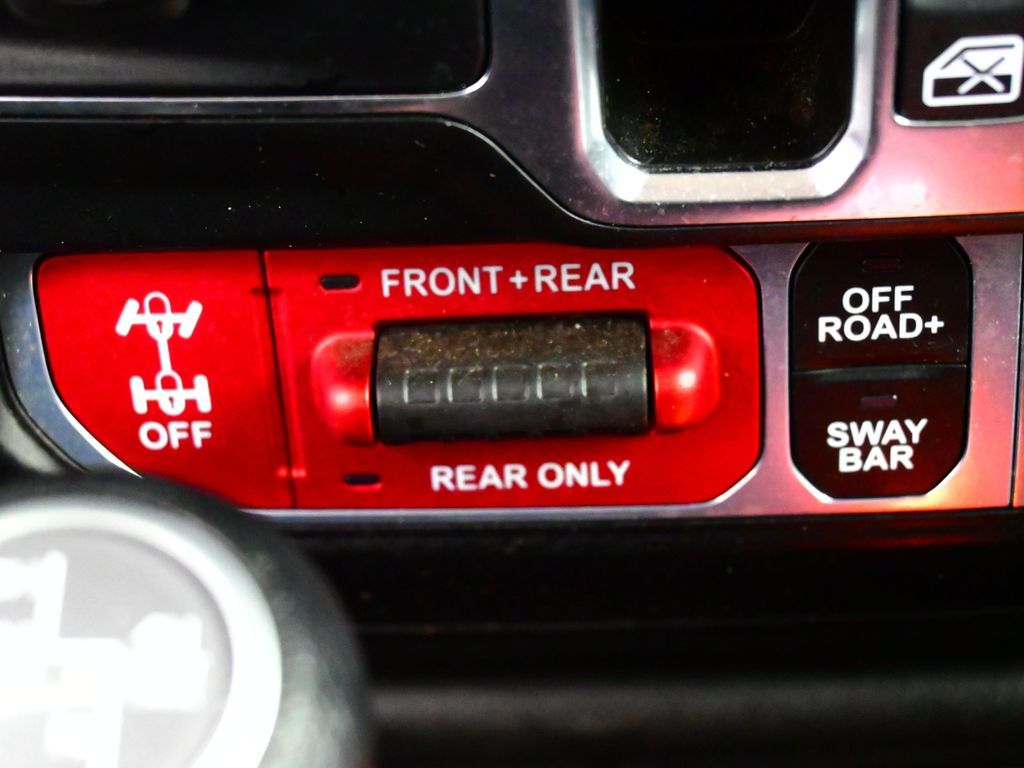 FRONT+REAR
OFF
REAR ONLY
OFF
ROAD+
SWAY
BAR